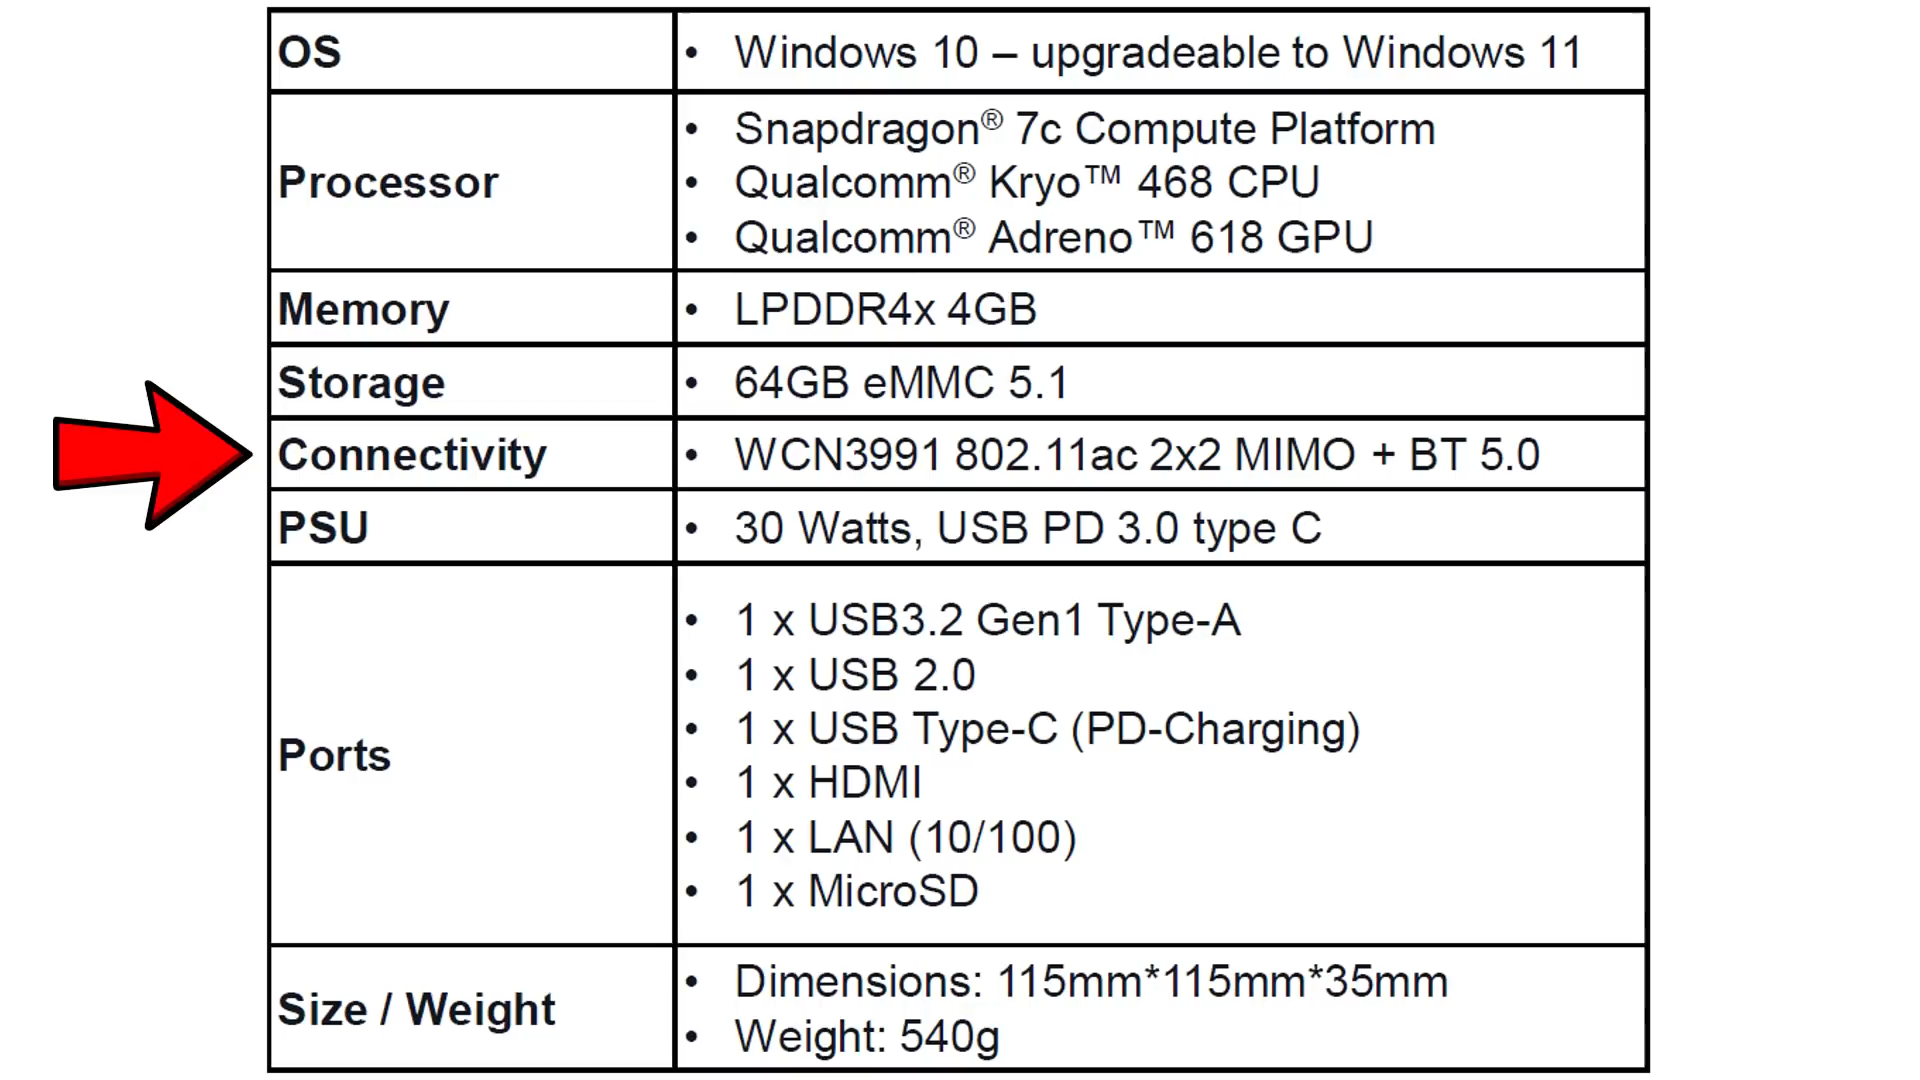 OS
• Windows 10 – upgradeable to Windows 11
Processor
• Snapdragon® 7c Compute Platform
• Qualcomm® Kryo™ 468 CPU
• Qualcomm® Adreno™ 618 GPU
Memory
• LPDDR4x 4GB
Storage
• 64GB eMMC 5.1
Connectivity
• WCN3991 802.11ac 2x2 MIMO + BT 5.0
PSU
• 30 Watts, USB PD 3.0 type C
Ports
• 1 x USB3.2 Gen1 Type-A
• 1 x USB 2.0
• 1 x USB Type-C (PD-Charging)
• 1 x HDMI
• 1 x LAN (10/100)
• 1 x MicroSD
Size / Weight
• Dimensions: 115mm*115mm*35mm
• Weight: 540g